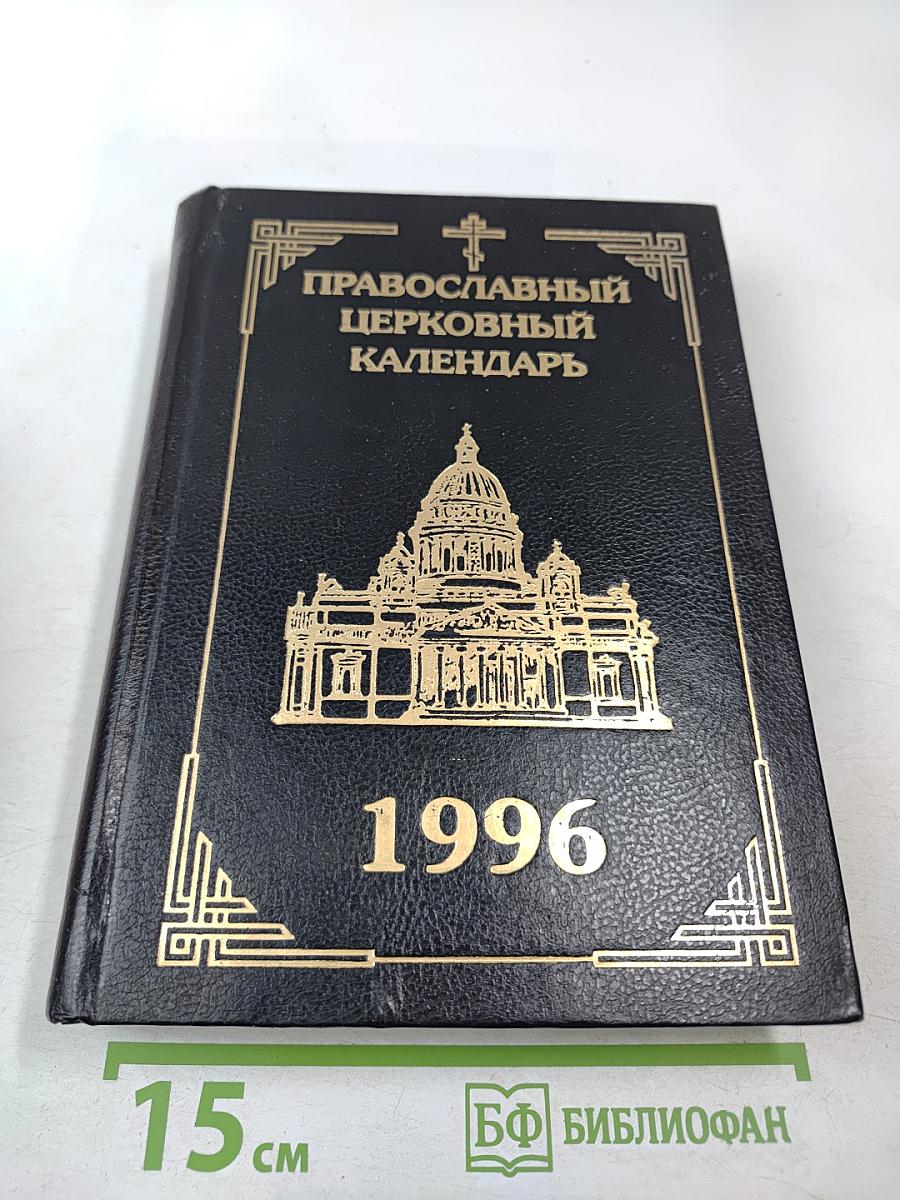 ПРАВОСЛАВНЫЙ
ЦЕРКОВНЫЙ
КАЛЕНДАРЬ
1996
15 см
БФ БИБЛИОФАН